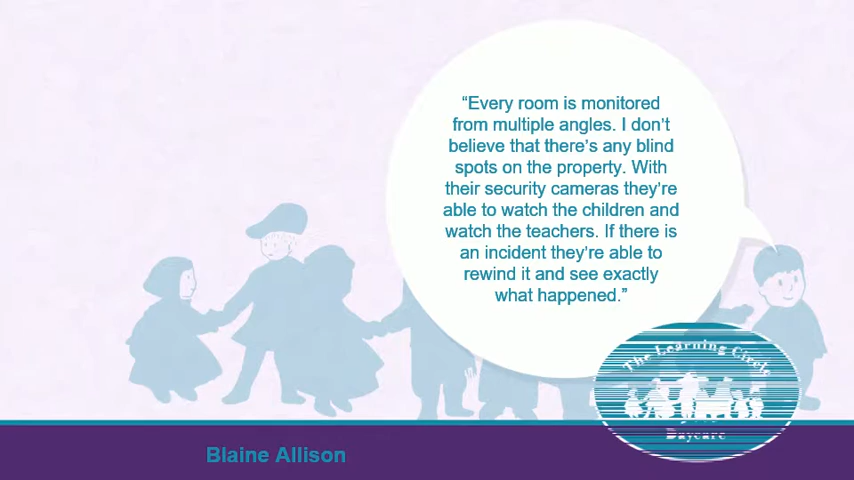 “Every room is monitored
from multiple angles. I don’t
believe that there’s any blind
spots on the property. With
their security cameras they’re
able to watch the children and
watch the teachers. If there is
an incident they’re able to
rewind it and see exactly
what happened.”
The Learning Circle
Daycare
Blaine Allison